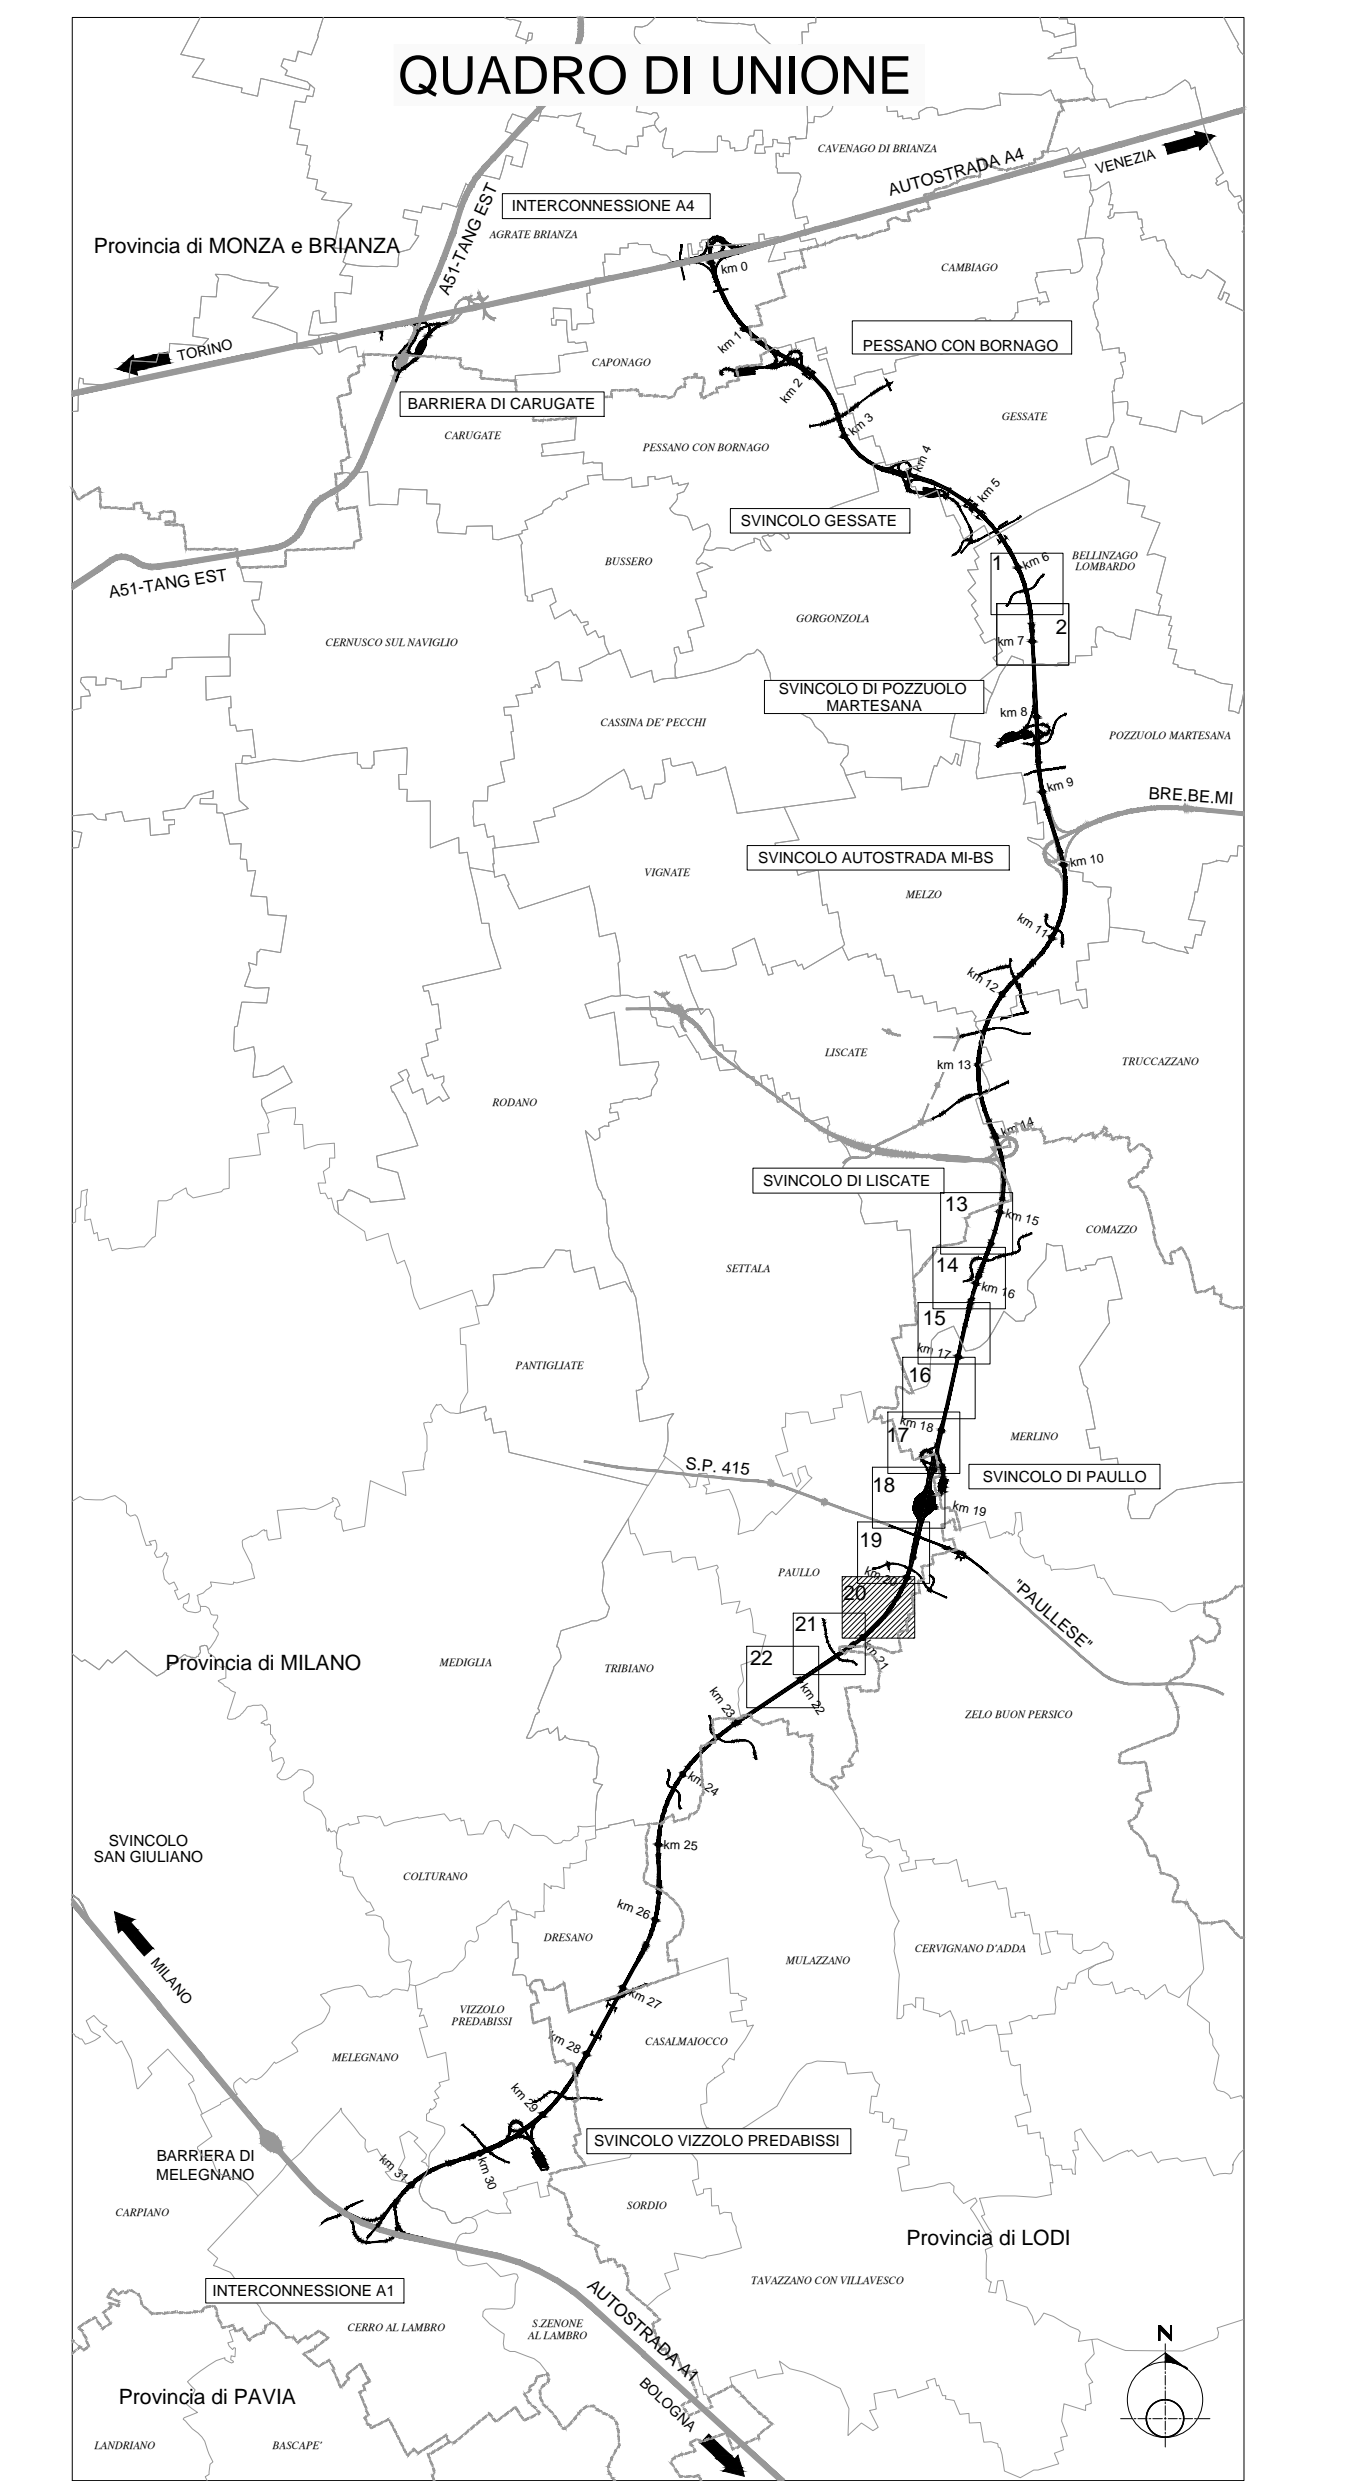 QUADRO DI UNIONE
CAVENAGO DI BRIANZA
AUTOSTRADA A4
VENEZIA
INTERCONNESSIONE A4
AGRATE BRIANZA
A51-TANG EST
Provincia di MONZA e BRIANZA
km 0
CAMBIAGO
TORINO
km 1
PESSANO CON BORNAGO
CAPONAGO
km 2
BARRIERA DI CARUGATE
CARUGATE
km 3
GESSATE
PESSANO CON BORNAGO
km 4
km 5
SVINCOLO GESSATE
BUSSERO
1
km 6
BELLINZAGO
LOMBARDO
A51-TANG EST
GORGONZOLA
2
km 7
CERNUSCO SUL NAVIGLIO
SVINCOLO DI POZZUOLO
MARTESANA
km 8
CASSINA DE' PECCHI
POZZUOLO MARTESANA
km 9
BRE.BE.MI
SVINCOLO AUTOSTRADA MI-BS
km 10
VIGNATE
MELZO
km 11
km 12
LISCATE
km 13
TRUCCAZZANO
RODANO
km 14
SVINCOLO DI LISCATE
13
km 15
COMAZZO
14
SETTALA
km 16
15
km 17
PANTIGLIATE
16
km 18
17
MERLINO
S.P. 415
SVINCOLO DI PAULLO
18
km 19
19
PAULLO
km 20
20
"PAULLESE"
21
km 21
22
Provincia di MILANO
MEDIGLIA
TRIBIANO
km 22
km 23
ZELO BUON PERSICO
km 24
SVINCOLO
SAN GIULIANO
km 25
COLTURANO
km 26
DRESANO
MULAZZANO
CERVIGNANO D'ADDA
MILANO
km 27
VIZZOLO
PREDABISSI
km 28
CASALMAIOCCO
MELEGNANO
km 29
SVINCOLO VIZZOLO PREDABISSI
BARRIERA DI
MELEGNANO
km 31
km 30
CARPIANO
SORDIO
Provincia di LODI
INTERCONNESSIONE A1
TAVAZZANO CON VILLAVESCO
AUTOSTRADA A1
CERRO AL LAMBRO
S.ZENONE
AL LAMBRO
N
Provincia di PAVIA
BOLOGNA
LANDRIANO
BASCAPE'